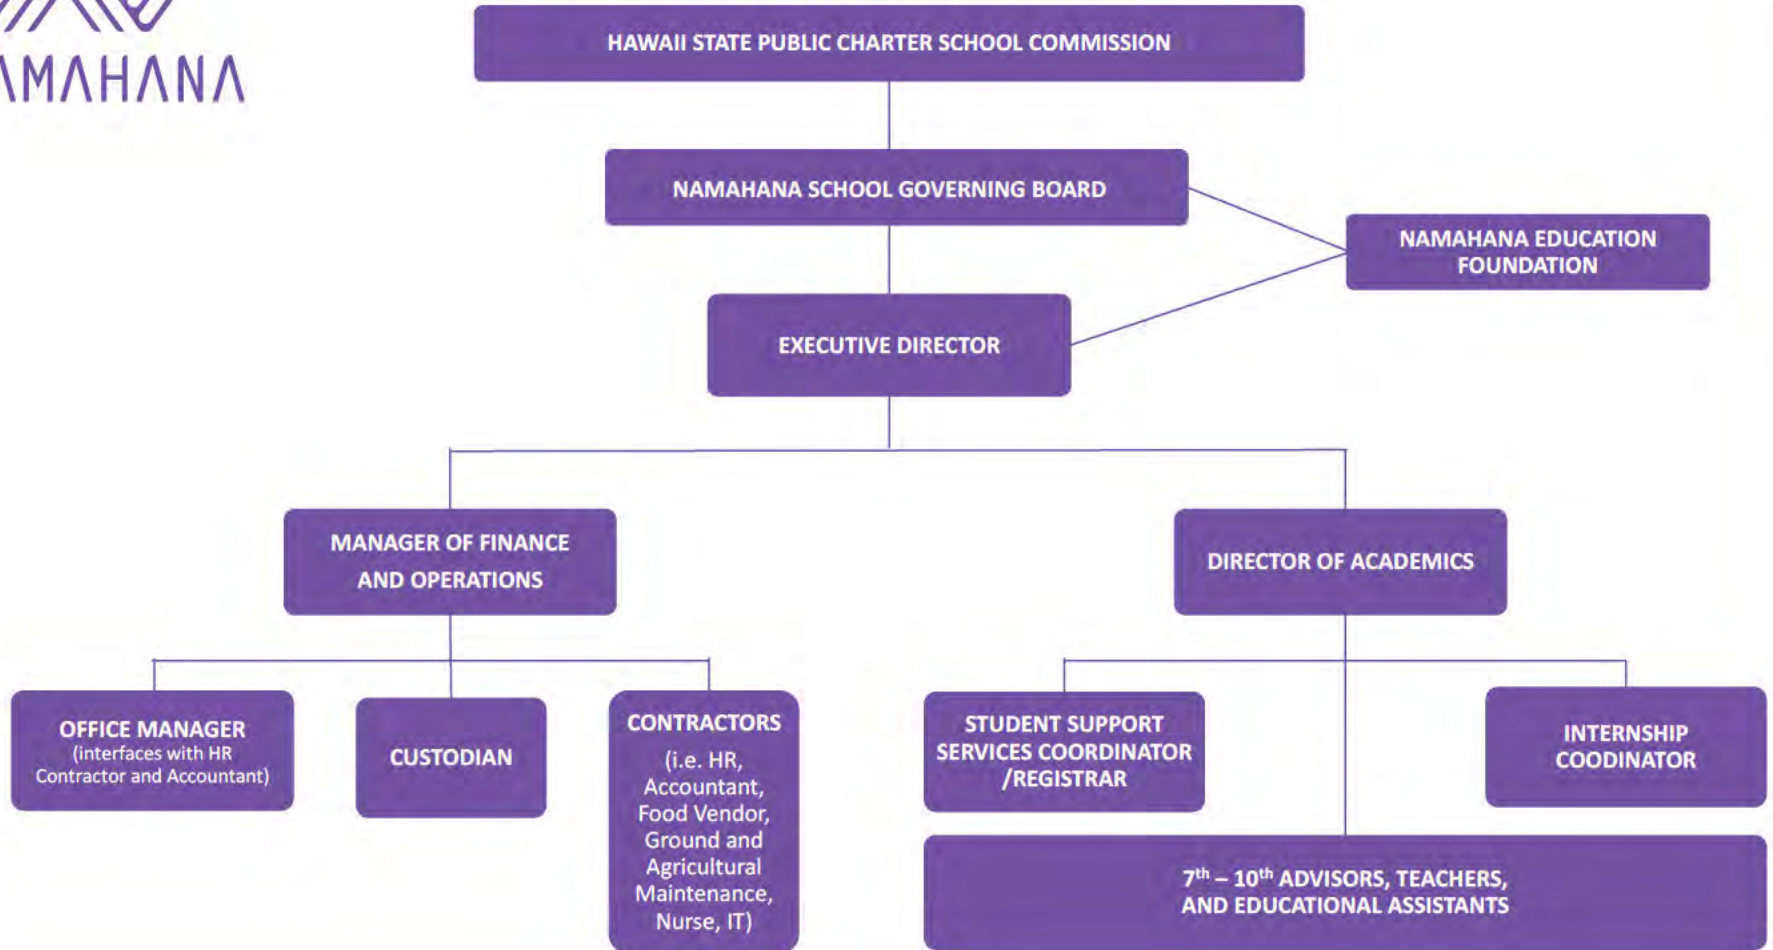 HAWAII STATE PUBLIC CHARTER SCHOOL COMMISSION
NAMAHANA SCHOOL GOVERNING BOARD
NAMAHANA EDUCATION
FOUNDATION
EXECUTIVE DIRECTOR
MANAGER OF FINANCE
AND OPERATIONS
DIRECTOR OF ACADEMICS
OFFICE MANAGER
(interfaces with HR
Contractor and Accountant)
CUSTODIAN
CONTRACTORS
(i.e. HR,
Accountant,
Food Vendor,
Ground and
Agricultural
Maintenance,
Nurse, IT)
STUDENT SUPPORT
SERVICES COORDINATOR
/REGISTRAR
INTERNSHIP
COODINATOR
7th – 10th ADVISORS, TEACHERS,
AND EDUCATIONAL ASSISTANTS